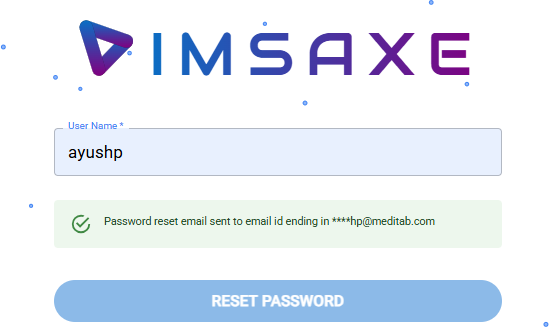 IMSAXE
User Name *
ayushp
Password reset email sent to email id ending in ****hp@meditab.com
RESET PASSWORD